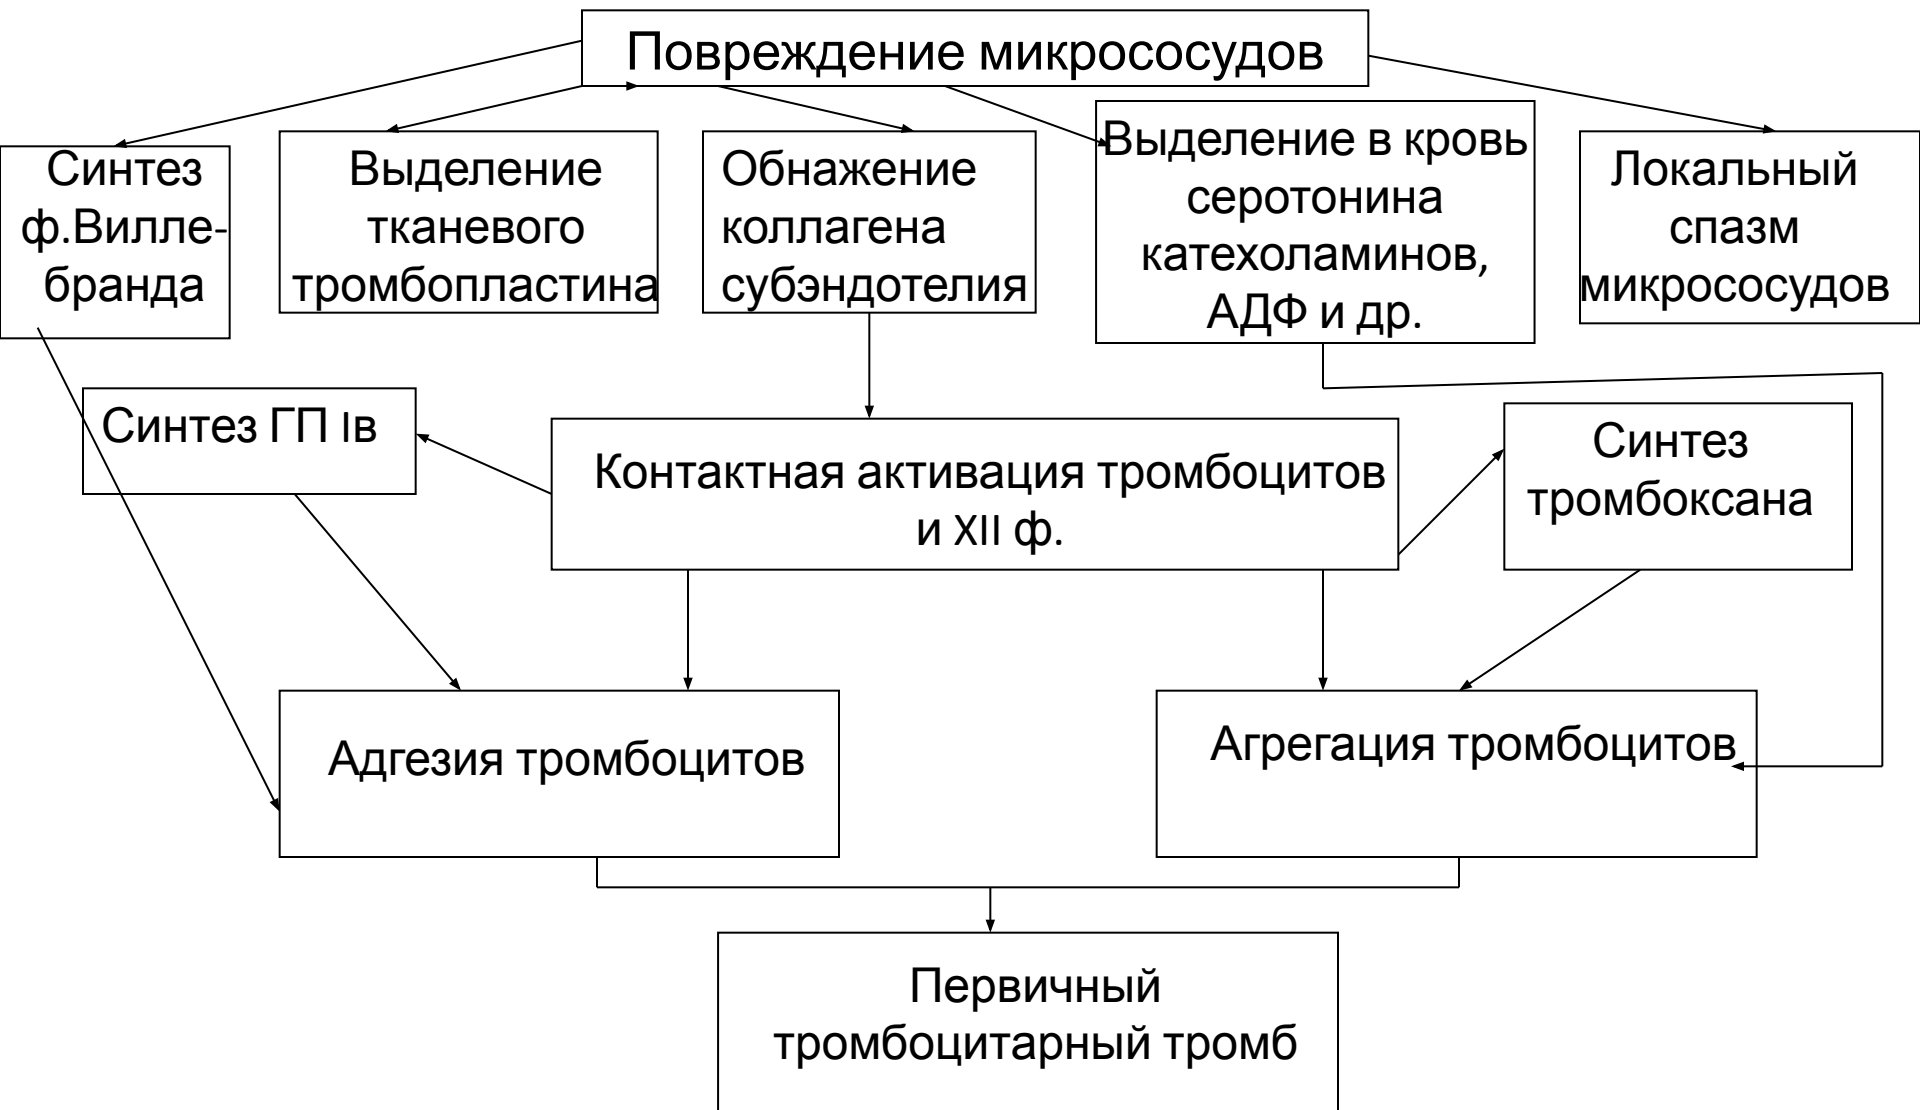 Повреждение микрососудов
Синтез
ф.Вилле-
бранда
Выделение
тканевого
тромбопластина
Обнажение
коллагена
субэндотелия
Выделение в кровь
серотонина
катехоламинов,
АДФ и др.
Локальный
спазм
микрососудов
Синтез ГП Iв
Контактная активация тромбоцитов
и XII ф.
Синтез
тромбоксана
Адгезия тромбоцитов
Агрегация тромбоцитов
Первичный
тромбоцитарный тромб